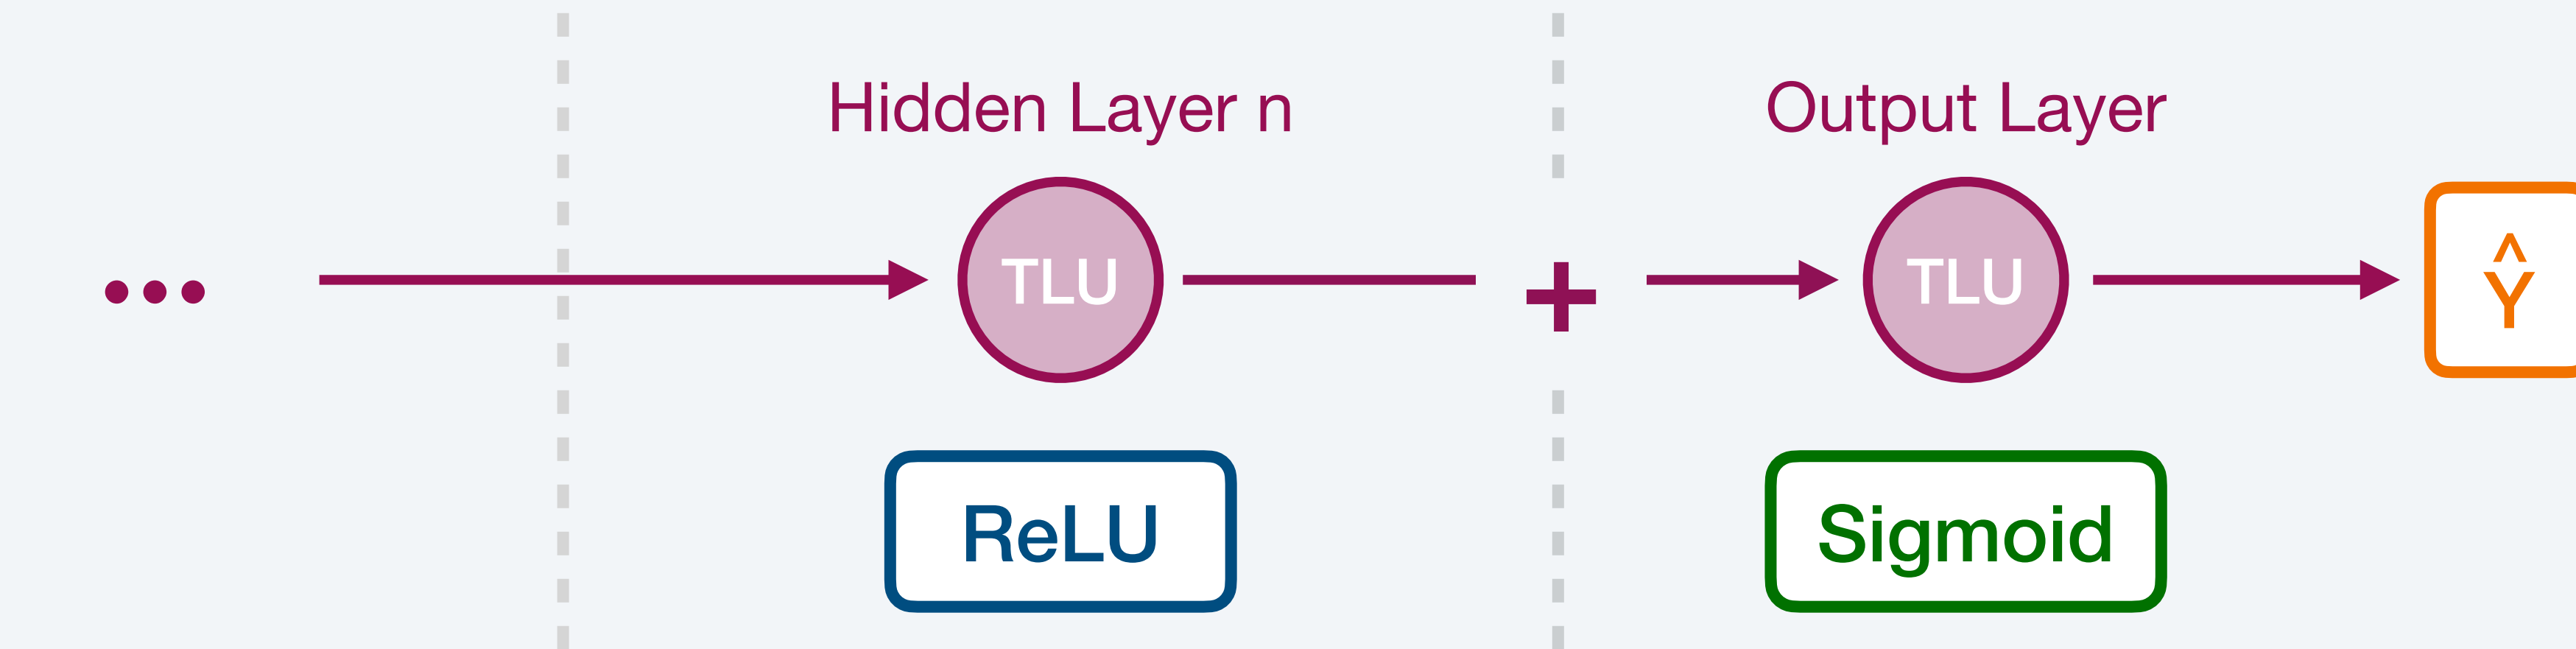 Hidden Layer n
Output Layer
...
TLU
+
TLU
Ŷ
ReLU
Sigmoid